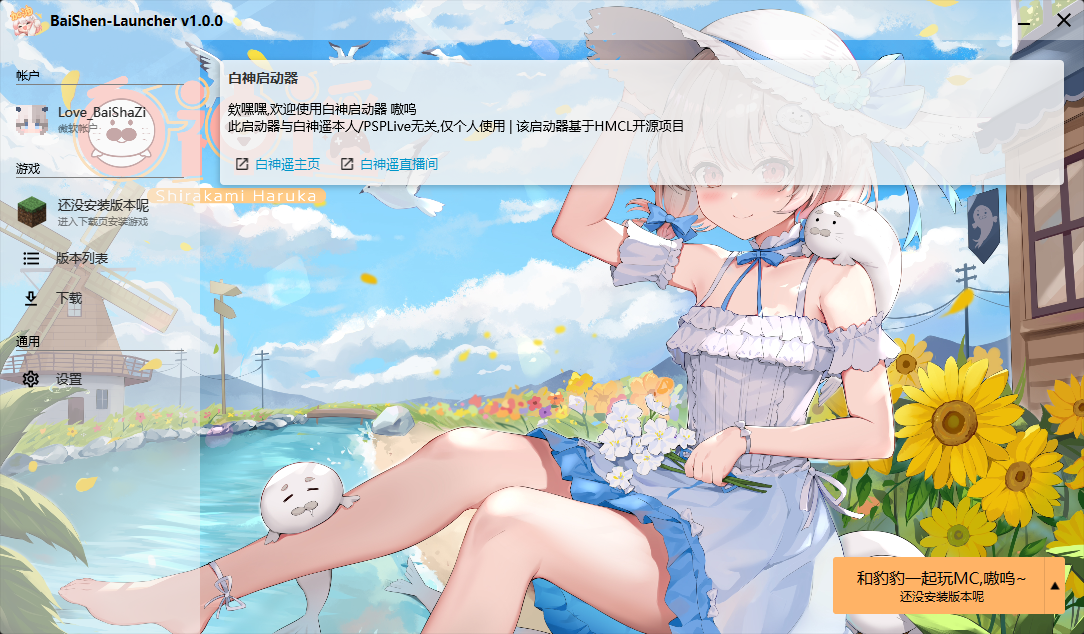 BaiShen-Launcher v1.0.0
帐户
Love_BaiShaZi
微软帐户
游戏
还没安装版本呢
进入下载页安装游戏
版本列表
下载
通用
设置
白神启动器
欸嘿嘿,欢迎使用白神启动器 嗷呜
此启动器与白神遥本人/PSPLive无关,仅个人使用 | 该启动器基于HMCL开源项目
白神遥主页
白神遥直播间
Shirakami Haruka
和豹豹一起玩MC,嗷呜~
还没安装版本呢